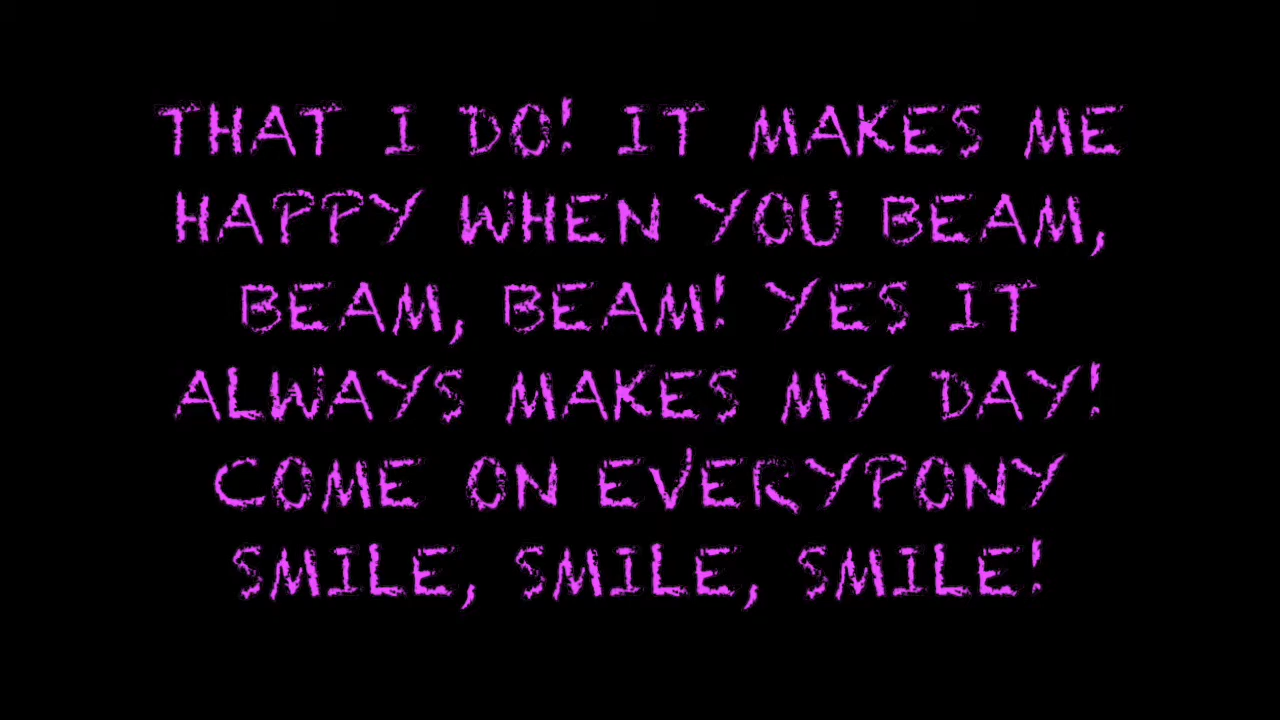 THAT I DO! IT MAKES ME
HAPPY WHEN YOU BEAM,
BEAM, BEAM! YES IT
ALWAYS MAKES MY DAY!
COME ON EVERYPONY
SMILE, SMILE, SMILE!